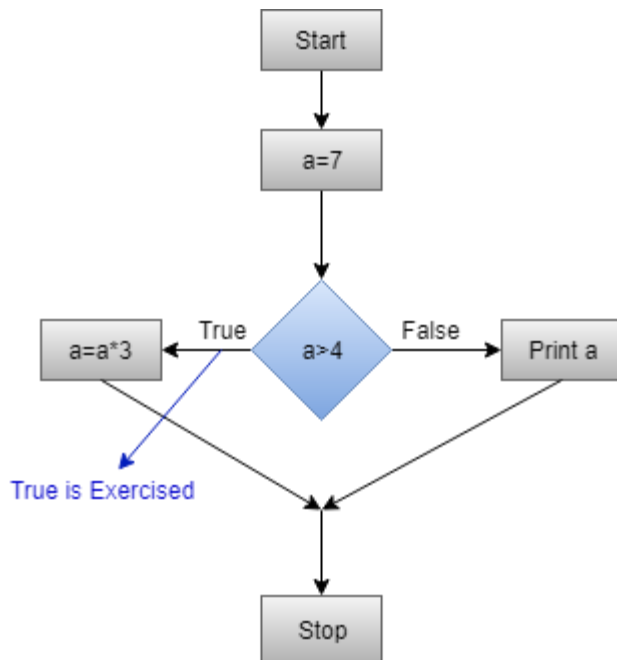 Start
a=7
True
a>4
False
a=a*3
Print a
True is Exercised
Stop